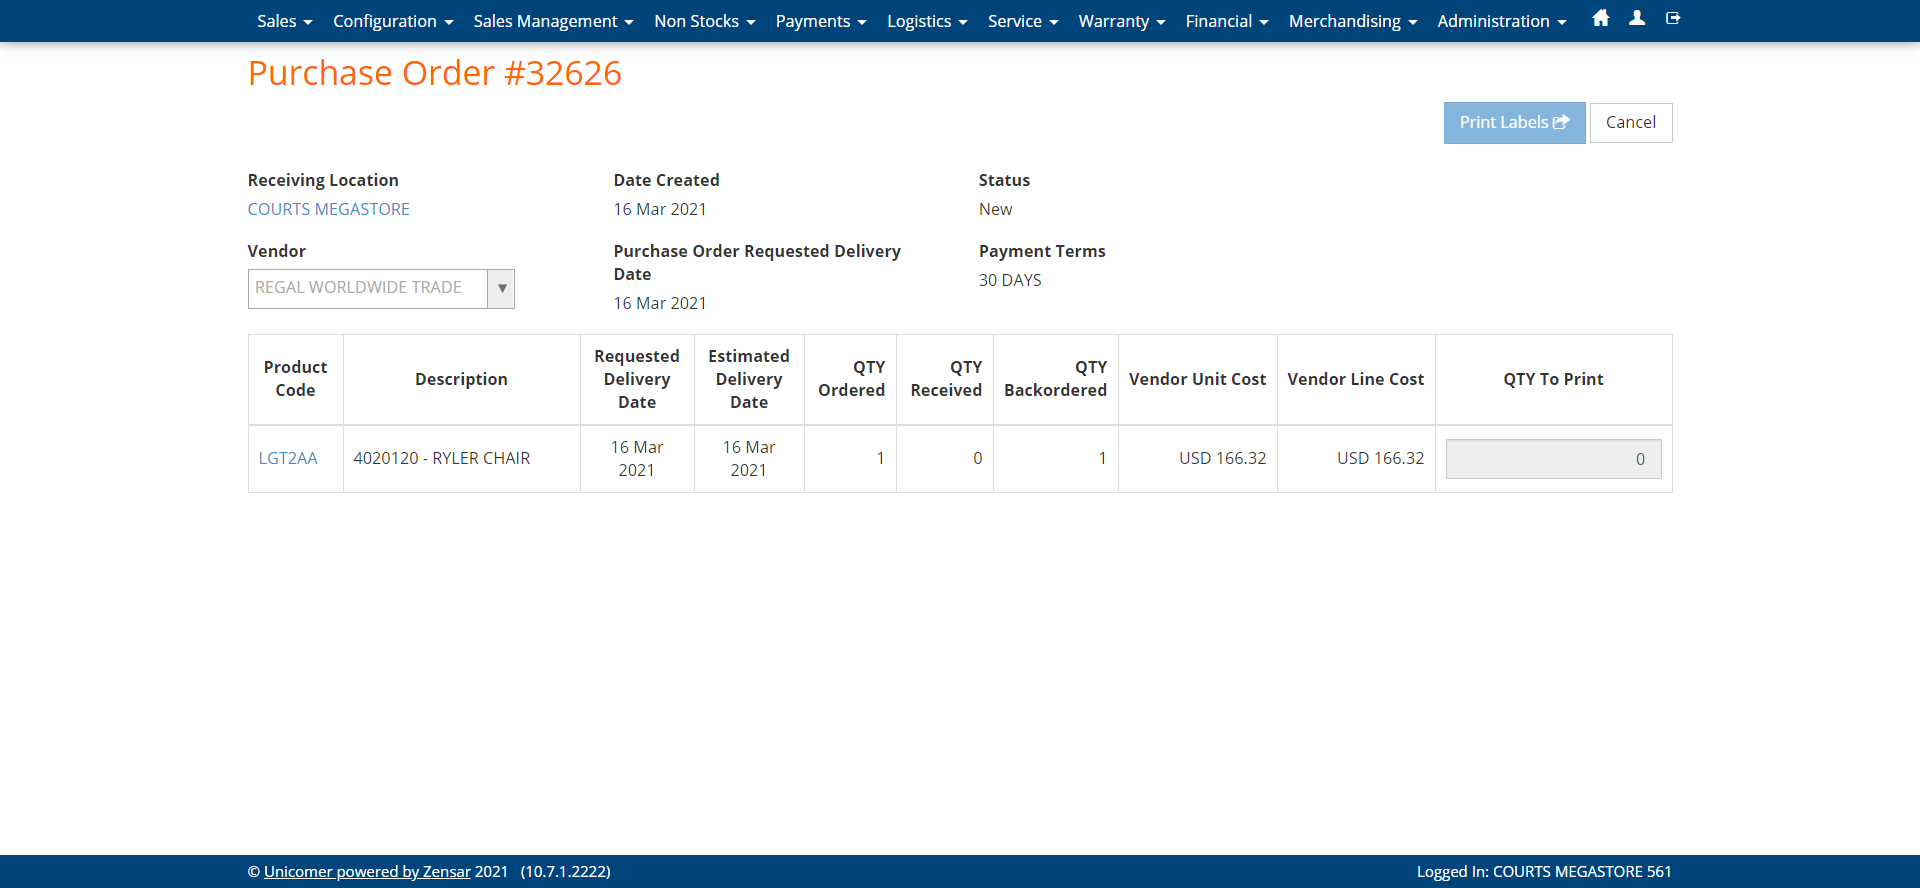 Sales Configuration Sales Management Non Stocks Payments Logistics Service Warranty Financial Merchandising Administration
Purchase Order #32626
Print Labels Cancel
Receiving Location Date Created Status
COURTS MEGASTORE 16 Mar 2021 New
Vendor Purchase Order Requested Delivery Date Payment Terms
REGAL WORLDWIDE TRADE 16 Mar 2021 30 DAYS
Product Code Description Requested Delivery Date Estimated Delivery Date QTY Ordered QTY Received QTY Backordered Vendor Unit Cost Vendor Line Cost QTY To Print
LGT2AA 4020120 - RYLER CHAIR 16 Mar 2021 16 Mar 2021 1 0 1 USD 166.32 USD 166.32 0
© Unicomer powered by Zensar 2021 (10.7.1.2222) Logged In: COURTS MEGASTORE 561